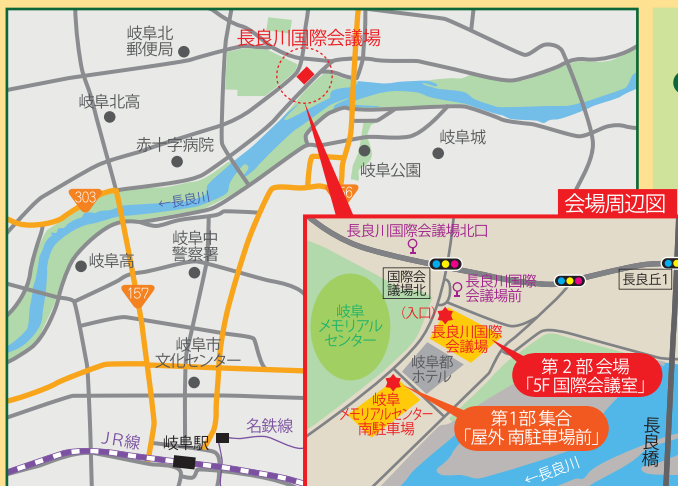 岐阜北
郵便局
長良川国際会議場
岐阜北高
赤十字病院
岐阜城
岐阜公園
303
←長良川
岐阜高
岐阜中
警察署
157
岐阜市
文化センター
JR線
岐阜駅
名鉄線
会場周辺図
長良川国際会議場北口
国際会
議場北
長良川国際
会議場前
長良丘1
岐阜
メモリアル
センター
(入口)
長良川国際
会議場
岐阜都
ホテル
第2部 会場
「5F 国際会議室」
岐阜
メモリアルセンター
南駐車場
第1部 集合
「屋外 南駐車場前」
長良橋
←長良川